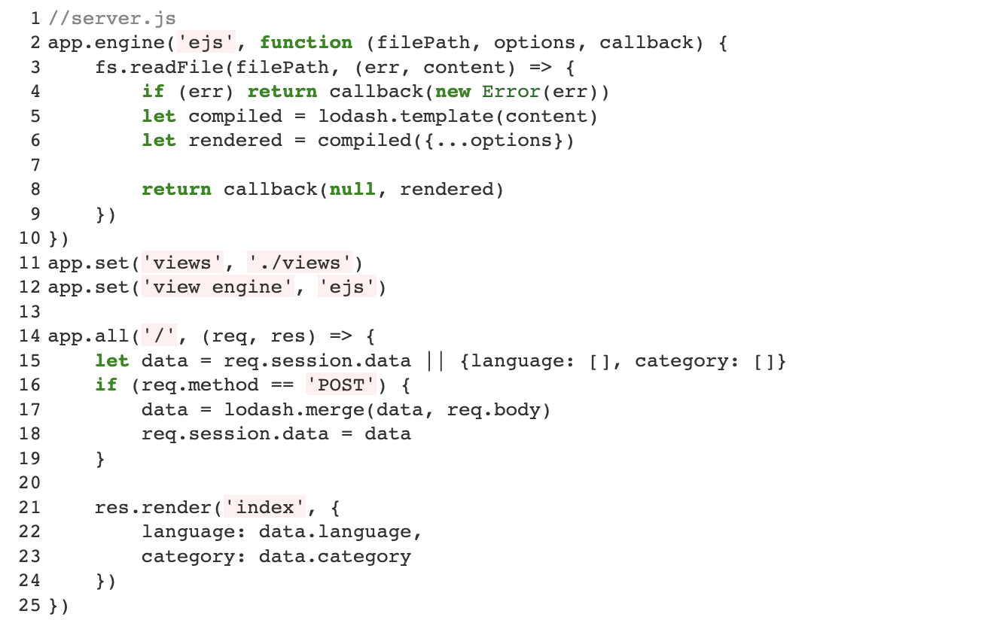 1 //server.js
2 app.engine('ejs', function (filePath, options, callback) {
3     fs.readFile(filePath, (err, content) => {
4         if (err) return callback(new Error(err))
5         let compiled = lodash.template(content)
6         let rendered = compiled({...options})
7
8         return callback(null, rendered)
9     })
10 })
11 app.set('views', './views')
12 app.set('view engine', 'ejs')
13
14 app.all('/', (req, res) => {
15     let data = req.session.data || {language: [], category: []}
16     if (req.method == 'POST') {
17         data = lodash.merge(data, req.body)
18         req.session.data = data
19     }
20
21     res.render('index', {
22         language: data.language,
23         category: data.category
24     })
25 })